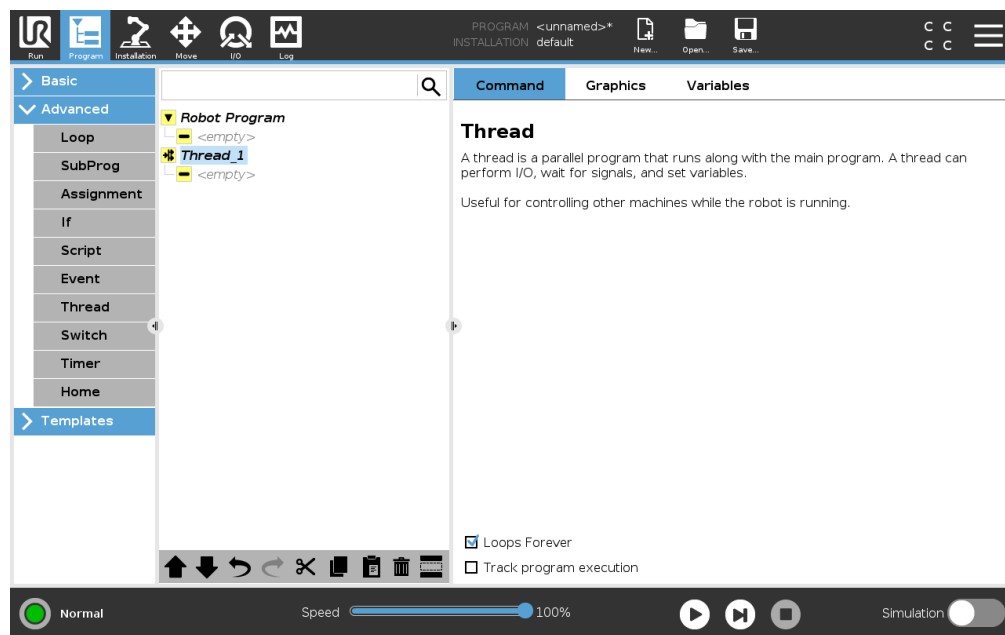 UR
Run
Program
Installation
Move
I/O
Log
PROGRAM <unnamed>*
INSTALLATION default
New...
Open...
Save...
C C
C C
Basic
Advanced
Loop
SubProg
Assignment
If
Script
Event
Thread
Switch
Timer
Home
Templates
Robot Program
<empty>
Thread_1
<empty>
Command Graphics Variables
Thread
A thread is a parallel program that runs along with the main program. A thread can
perform I/O, wait for signals, and set variables.
Useful for controlling other machines while the robot is running.
Loops Forever
Track program execution
Normal
Speed
100%
Simulation